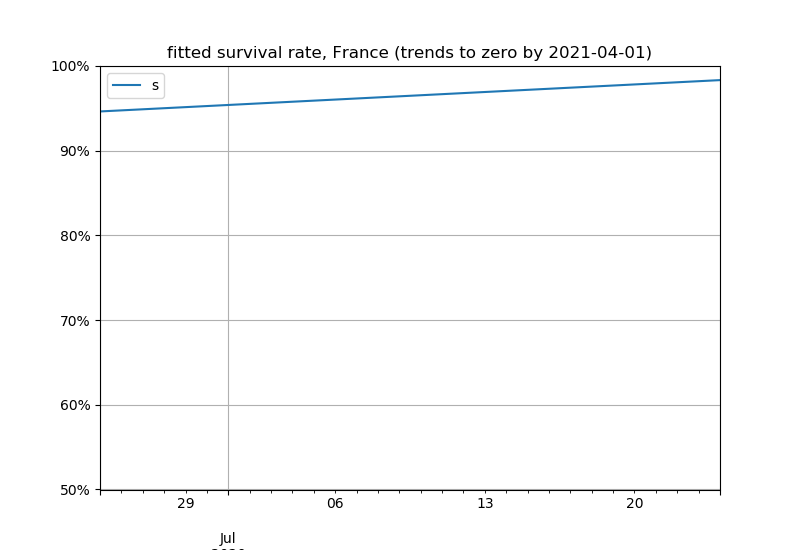 fitted survival rate, France (trends to zero by 2021-04-01)
100%
s
90%
80%
70%
60%
50%
29 06 13 20
Jul